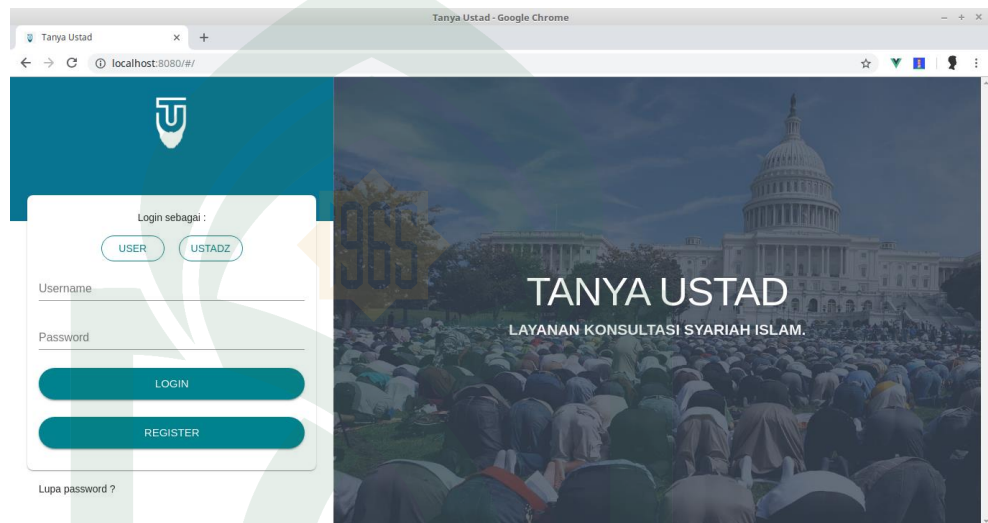 Tanya Ustad - Google Chrome
Tanya Ustad
localhost:8080/#/
Login sebagai :
USER
USTADZ
Username
Password
LOGIN
REGISTER
Lupa password ?
1965
TANYA USTAD
LAYANAN KONSULTASI SYARIAH ISLAM.